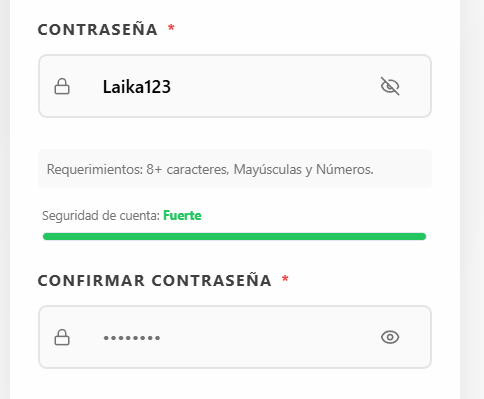 CONTRASEÑA *
Laika123
Requerimientos: 8+ caracteres, Mayúsculas y Números.
Seguridad de cuenta: Fuerte
CONFIRMAR CONTRASEÑA *
••••••••